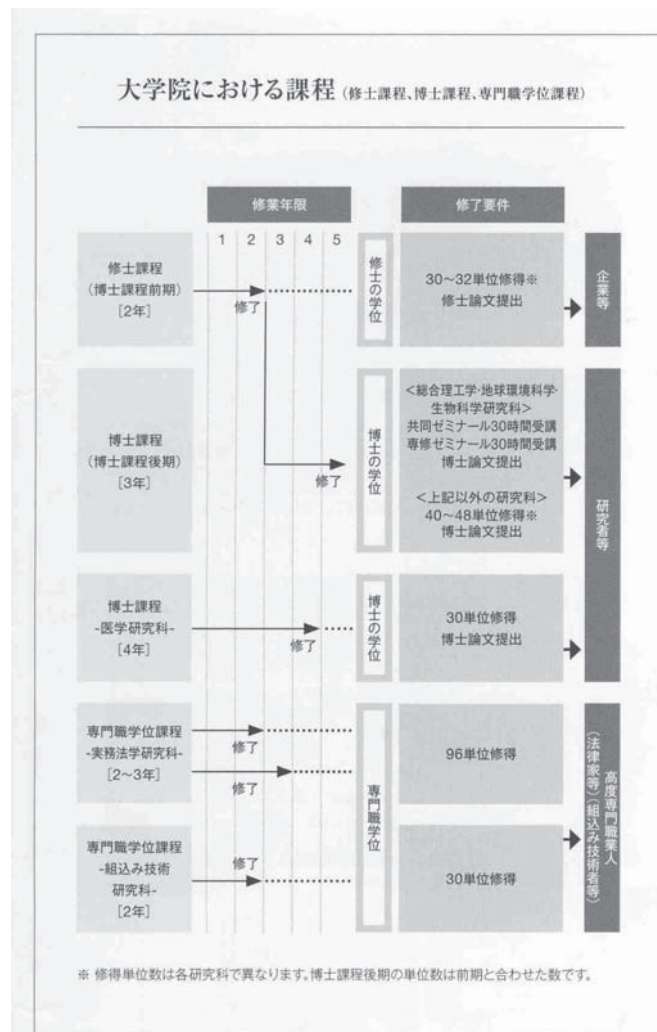 大学院における課程(修士課程、博士課程、専門職学位課程)
修業年限
修了要件
1 2 3 4 5
修士課程
(博士課程前期)
[2年]
修了
修士の学位
30〜32単位修得※
修士論文提出
企業等
博士課程
(博士課程後期)
[3年]
修了
博士の学位
<総合理工学・地球環境科学・
生物科学研究科>
共同ゼミナール30時間受講
専修ゼミナール30時間受講
博士論文提出
<上記以外の研究科>
40〜48単位修得※
博士論文提出
研究者等
博士課程
-医学研究科-
[4年]
修了
博士の学位
30単位修得
博士論文提出
専門職学位課程
-実務法学研究科-
[2〜3年]
修了
修了
専門職学位
96単位修得
高度専門職業人
(法律家等)(組込み技術者等)
専門職学位課程
-組込み技術
研究科-
[2年]
修了
30単位修得
※ 修得単位数は各研究科で異なります。博士課程後期の単位数は前期と合わせた数です。